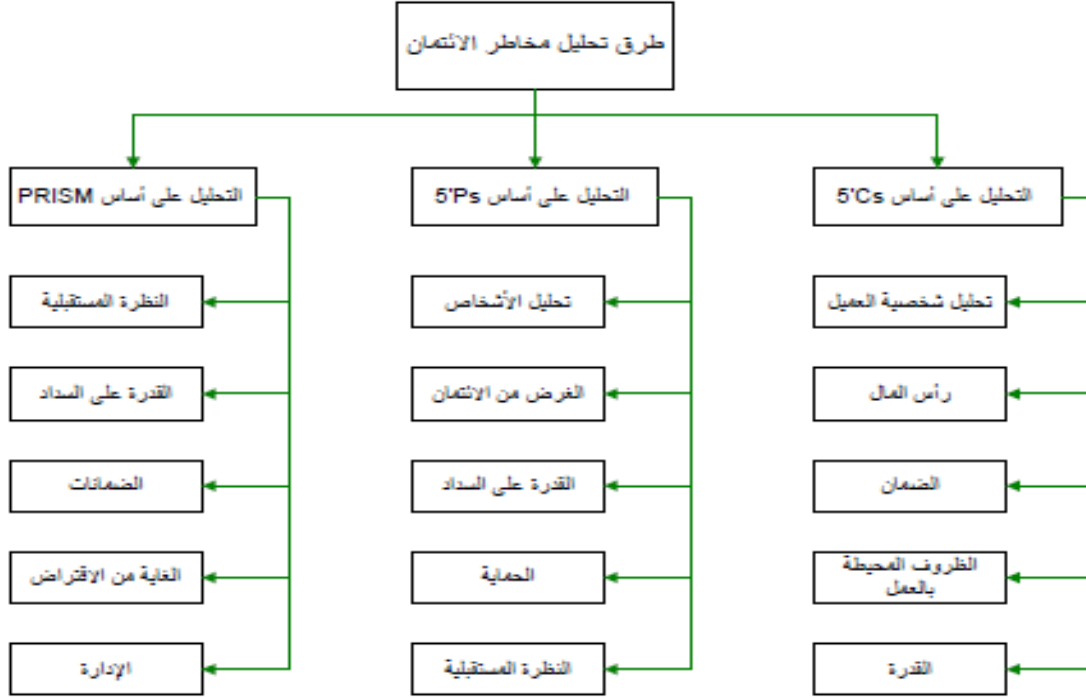 طرق تحليل مخاطر الائتمان
التحليل على أساس 5'Cs
تحليل شخصية العميل
رأس المال
الضمان
الظروف المحيطة
بالعمل
القدرة
التحليل على أساس 5'Ps
تحليل الأشخاص
الغرض من الائتمان
القدرة على السداد
الحماية
النظرة المستقبلية
التحليل على أساس PRISM
النظرة المستقبلية
القدرة على السداد
الضمانات
الغاية من الاقتراض
الإدارة